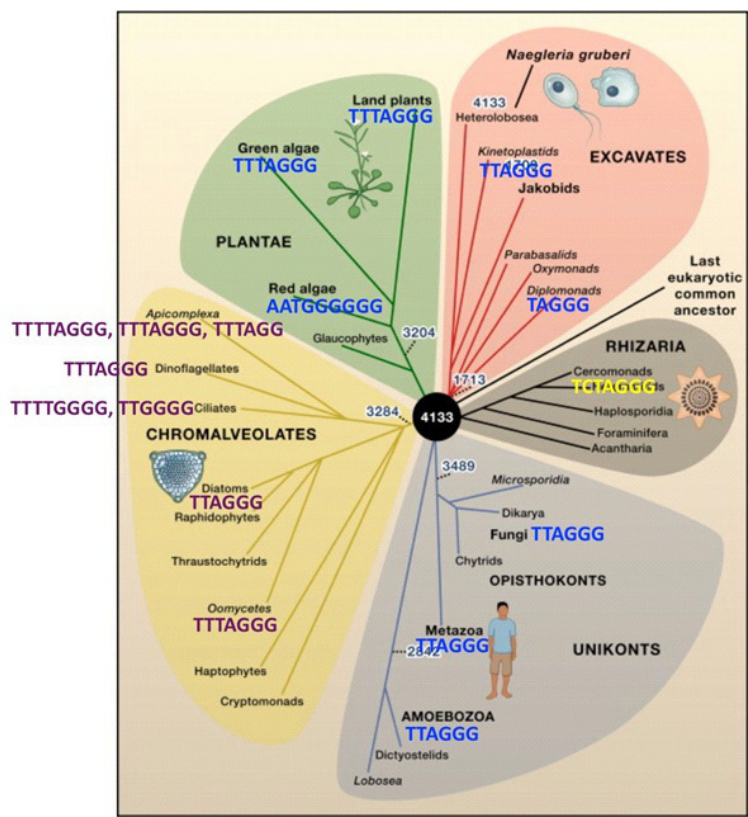 Naegleria gruberi
4133
Heterolobosea
Kinetoplastids
TTAGGG
Jakobids
EXCAVATES
Parabasalids
Oxymonads
Diplomonads
TAGGG
Last
eukaryotic
common
ancestor
Land plants
TTTAGGG
Green algae
TTTAGGG
PLANTAE
Red algae
AATGGGGGG
Glaucophytes
3204
1713
4133
3284
3489
RHIZARIA
Cercomonads
TCTAGGG
Haplosporidia
Foraminifera
Acantharia
Apicomplexa
TTTTAGGG, TTTAGGG, TTTAGG
TTTAGGG Dinoflagellates
TTTTGGGG, TTGGGG Ciliates
CHROMALVEOLATES
Diatoms
TTAGGG
Raphidophytes
Thraustochytrids
Oomycetes
TTTAGGG
Haptophytes
Cryptomonads
Microsporidia
Dikarya
Fungi TTAGGG
Chytrids
OPISTHOKONTS
Metazoa
TTAGGG
2842
UNIKONTS
AMOEBOZOA
TTAGGG
Dictyostelids
Lobosea